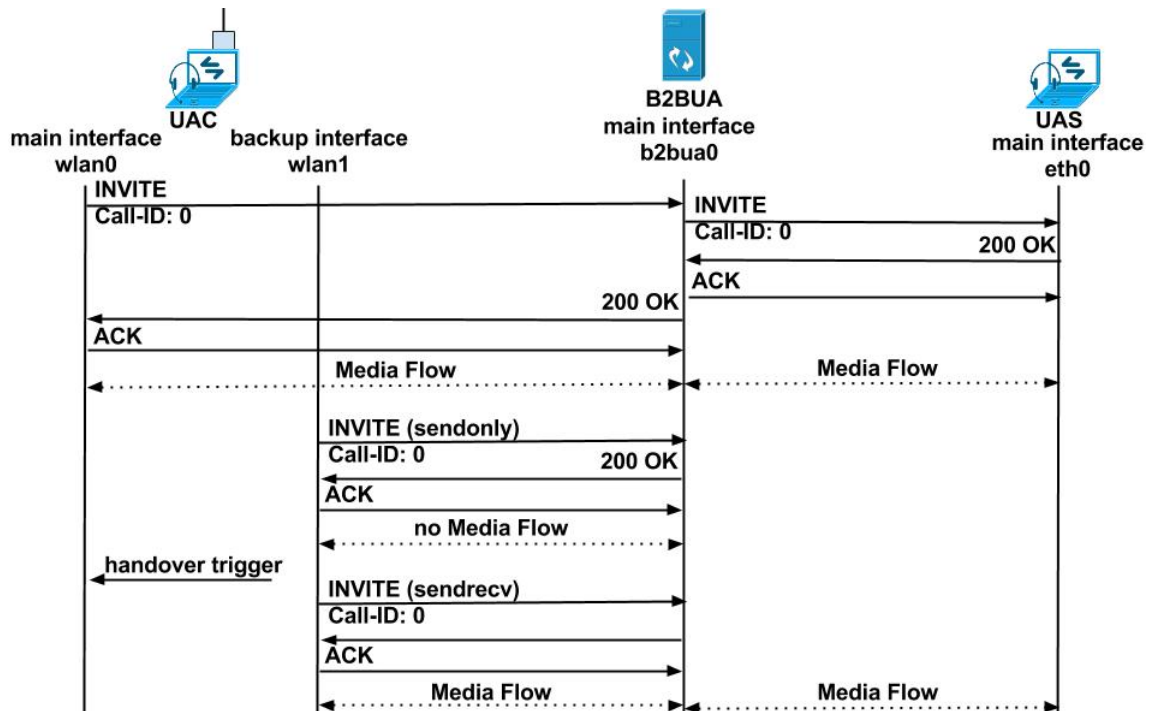 UAC
main interface
wlan0
backup interface
wlan1
B2BUA
main interface
b2bua0
UAS
main interface
eth0
INVITE
Call-ID: 0
INVITE
Call-ID: 0
200 OK
ACK
200 OK
ACK
Media Flow
Media Flow
INVITE (sendonly)
Call-ID: 0
200 OK
ACK
no Media Flow
handover trigger
INVITE (sendrecv)
Call-ID: 0
ACK
Media Flow
Media Flow